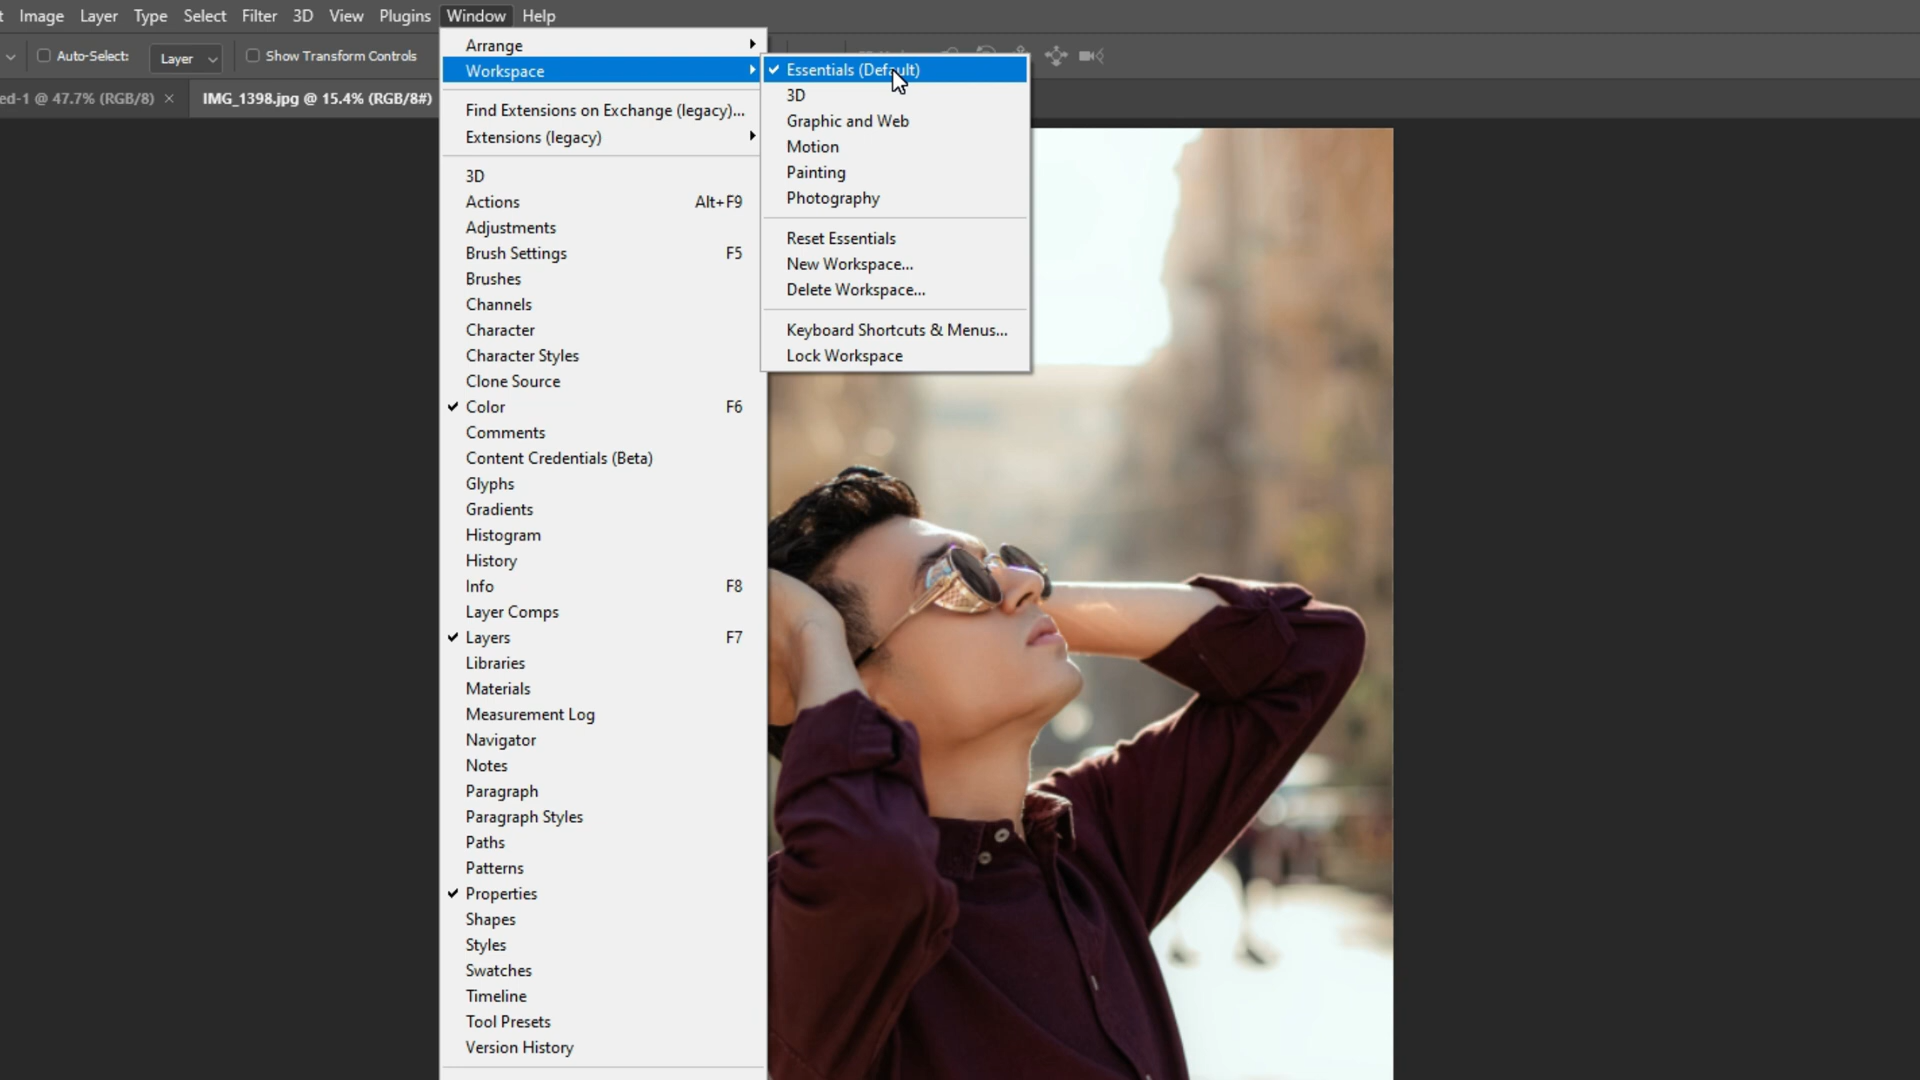 Image Layer Type Select Filter 3D View Plugins Window Help
Auto-Select: Layer Show Transform Controls
ed-1 @ 47.7% (RGB/8) × IMG_1398.jpg @ 15.4% (RGB/8#)
Arrange
Workspace
Find Extensions on Exchange (legacy)...
Extensions (legacy)
3D
Actions Alt+F9
Adjustments
Brush Settings F5
Brushes
Channels
Character
Character Styles
Clone Source
Color F6
Comments
Content Credentials (Beta)
Glyphs
Gradients
Histogram
History
Info F8
Layer Comps
Layers F7
Libraries
Materials
Measurement Log
Navigator
Notes
Paragraph
Paragraph Styles
Paths
Patterns
Properties
Shapes
Styles
Swatches
Timeline
Tool Presets
Version History
Essentials (Default)
3D
Graphic and Web
Motion
Painting
Photography
Reset Essentials
New Workspace...
Delete Workspace...
Keyboard Shortcuts & Menus...
Lock Workspace